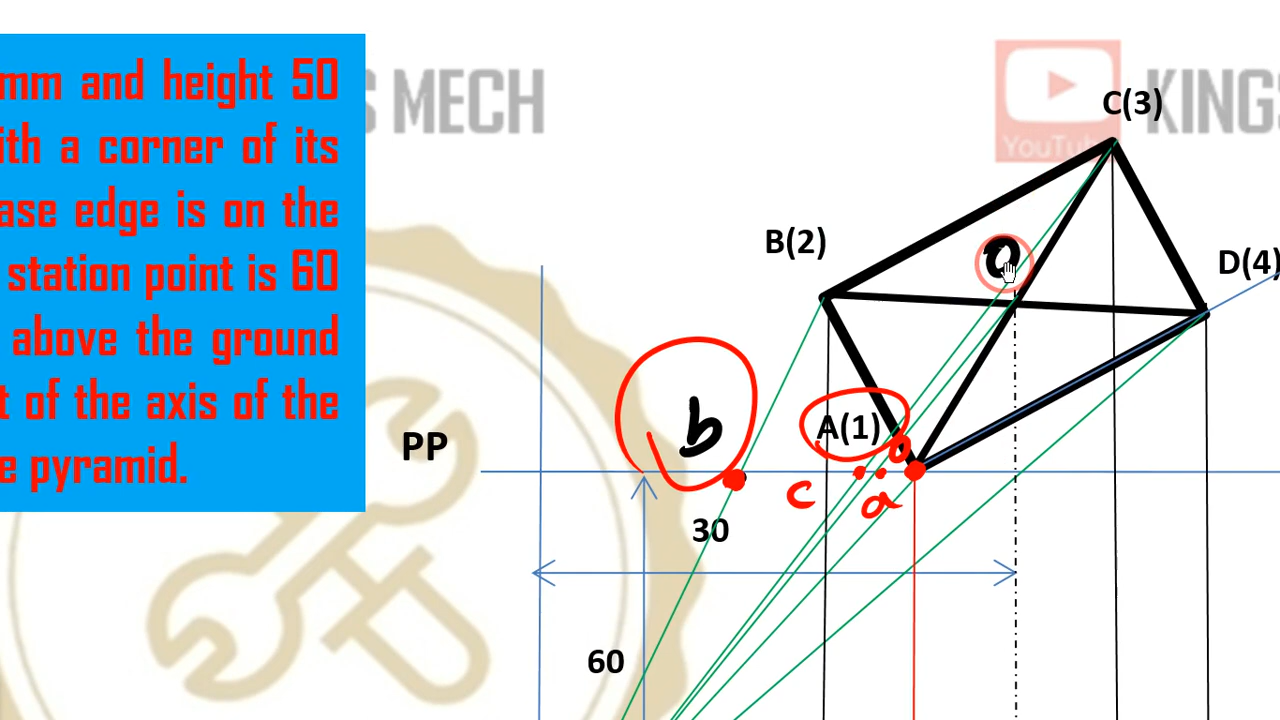 mm and height 50
ith a corner of its
ase edge is on the
station point is 60
above the ground
t of the axis of the
e pyramid.
S MECH
YouTube
KINGS
C(3)
B(2)
O
D(4)
b
A(1)
o
PP
c
a
30
60